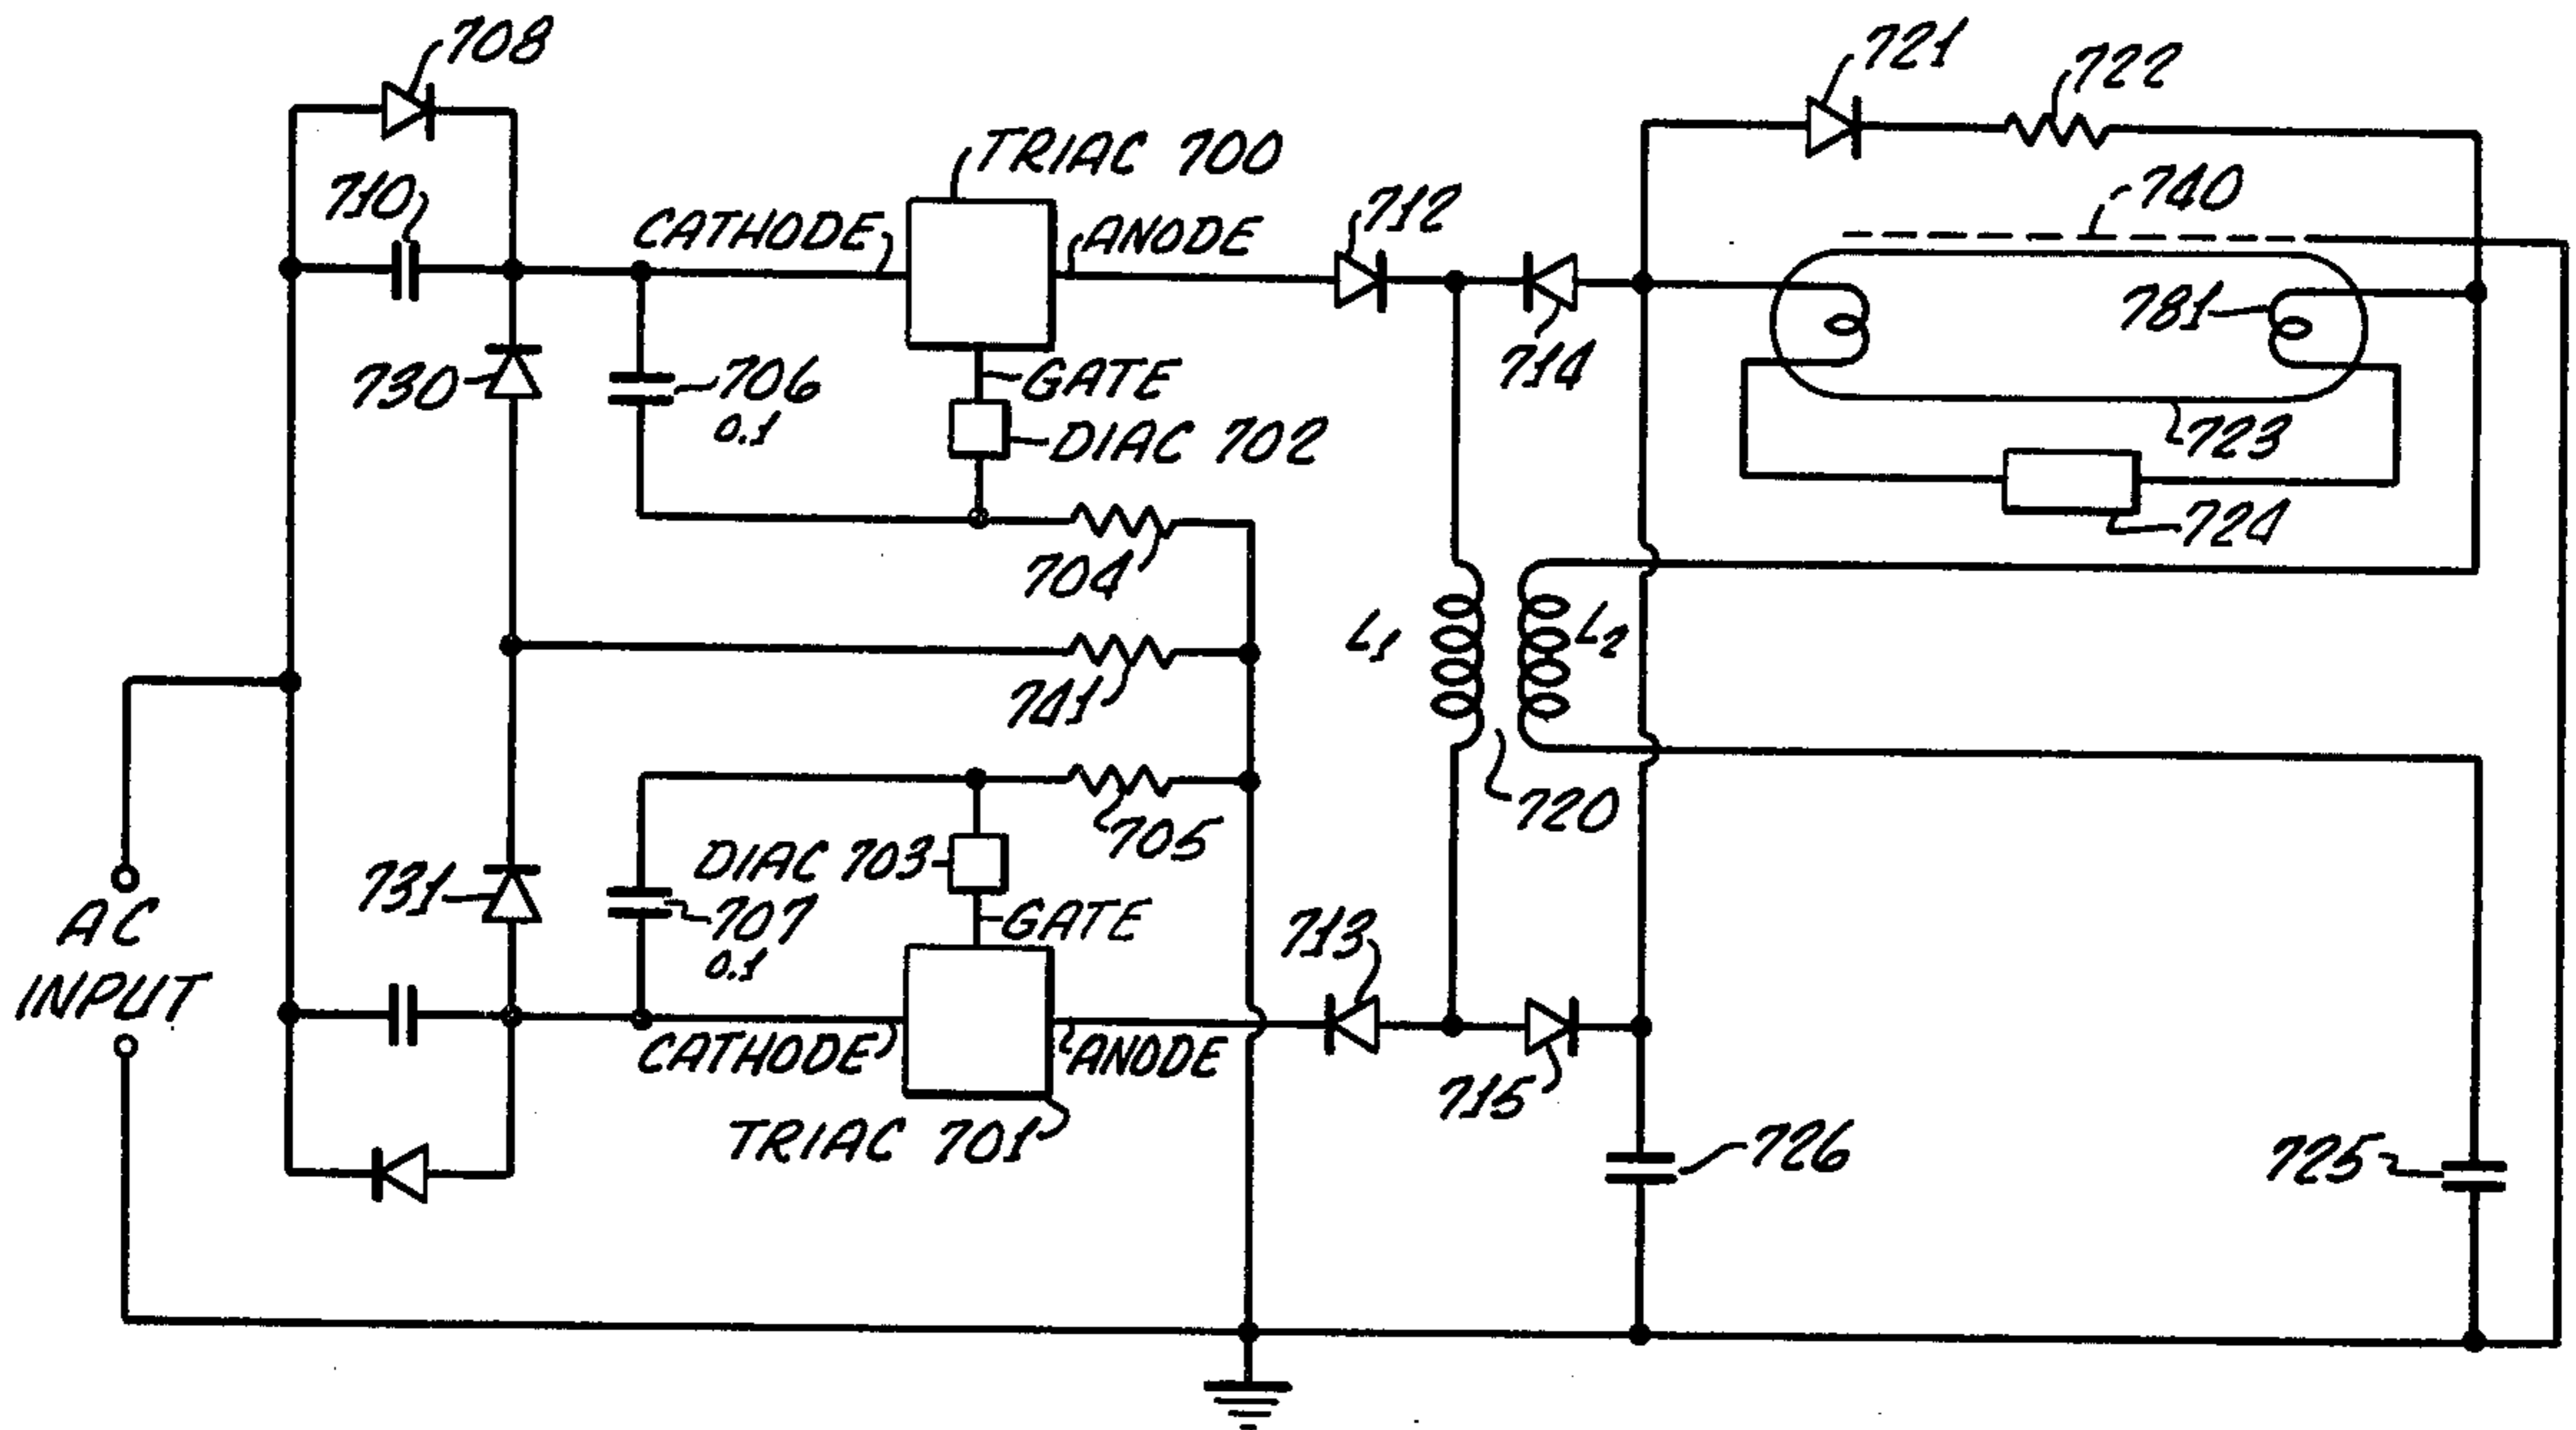 708
721
722
TRIAC 700
740
710
CATHODE
ANODE
712
781
714
730
706
0.1
GATE
DIAC 702
723
724
704
L1
L2
741
720
705
DIAC 703
731
707
0.1
GATE
713
AC
INPUT
CATHODE
ANODE
715
TRIAC 701
726
725